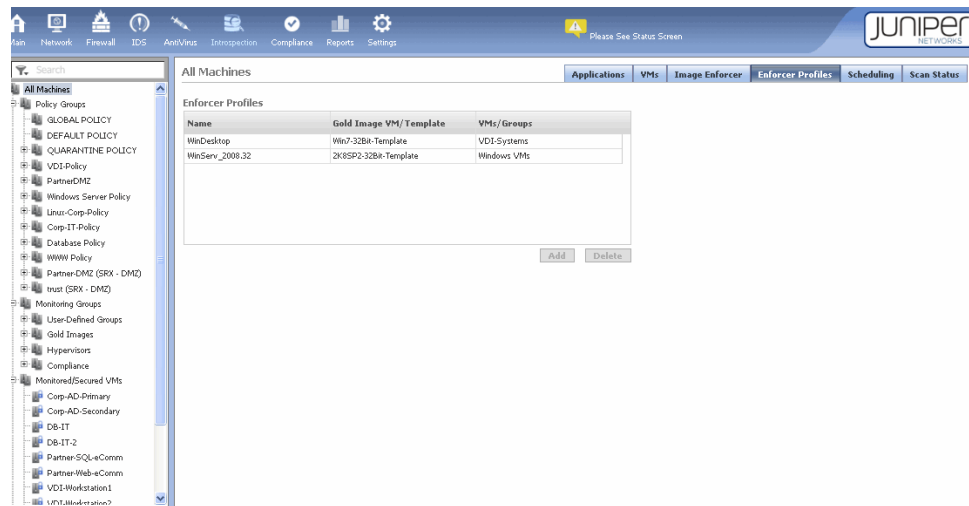 Main Network Firewall IDS AntiVirus Introspection Compliance Reports Settings
Please See Status Screen
JUNIPER
NETWORKS
Search
All Machines
Policy Groups
GLOBAL POLICY
DEFAULT POLICY
QUARANTINE POLICY
VDI-Policy
PartnerDMZ
Windows Server Policy
Linux-Corp-Policy
Corp-IT-Policy
Database Policy
WWW Policy
Partner-DMZ (SRX - DMZ)
trust (SRX - DMZ)
Monitoring Groups
User-Defined Groups
Gold Images
Hypervisors
Compliance
Monitored/Secured VMs
Corp-AD-Primary
Corp-AD-Secondary
DB-IT
DB-IT-2
Partner-SQL-eComm
Partner-Web-eComm
VDI-Workstation1
VDI-Workstation2
All Machines
Applications VMs Image Enforcer Enforcer Profiles Scheduling Scan Status
Enforcer Profiles
Name Gold Image VM/Template VMs/Groups
WinDesktop Win7-32Bit-Template VDI-Systems
WinServ_2008.32 2K8SP2-32Bit-Template Windows VMs
Add Delete